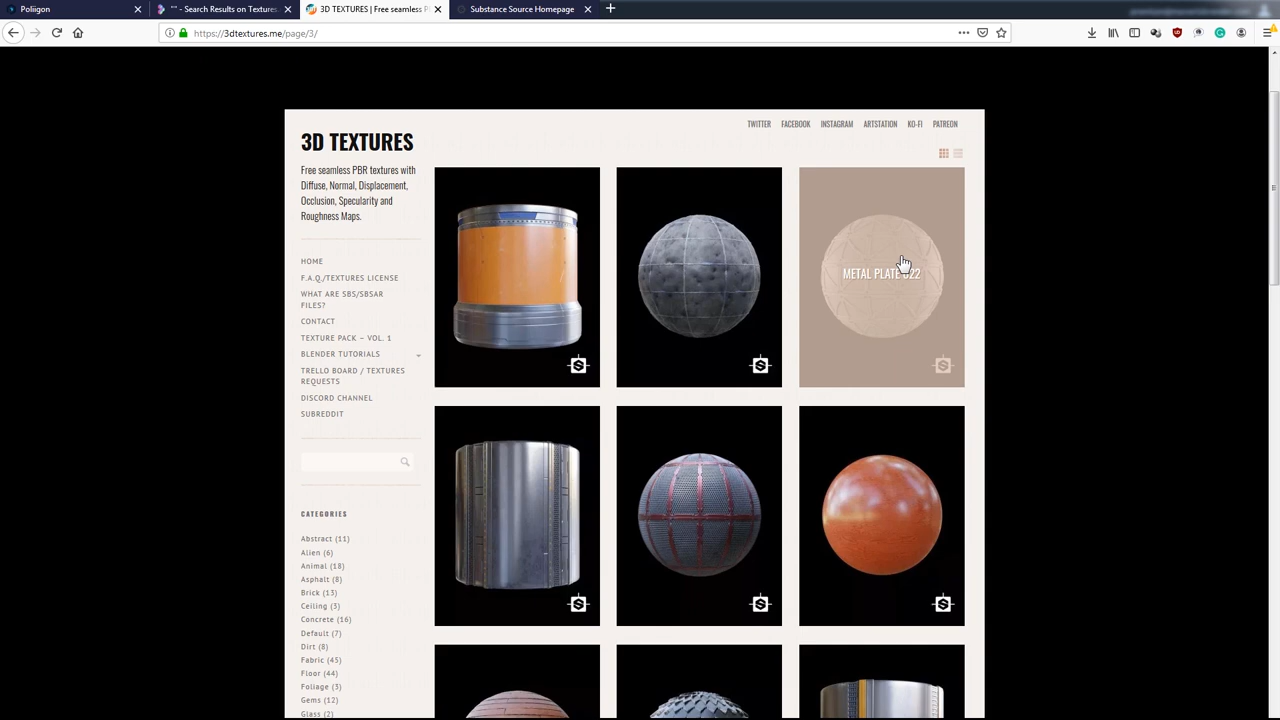 Poliigon
"" - Search Results on Textures
3D TEXTURES | Free seamless P
Substance Source Homepage
https://3dtextures.me/page/3/
TWITTER FACEBOOK INSTAGRAM ARTSTATION KO-FI PATREON
3D TEXTURES
Free seamless PBR textures with
Diffuse, Normal, Displacement,
Occlusion, Specularity and
Roughness Maps.
HOME
F.A.Q./TEXTURES LICENSE
WHAT ARE SBS/SBSAR
FILES?
CONTACT
TEXTURE PACK – VOL. 1
BLENDER TUTORIALS
TRELLO BOARD / TEXTURES
REQUESTS
DISCORD CHANNEL
SUBREDDIT
CATEGORIES
Abstract (11)
Alien (6)
Animal (18)
Asphalt (8)
Brick (13)
Ceiling (3)
Concrete (16)
Default (7)
Dirt (8)
Fabric (45)
Floor (44)
Foliage (3)
Gems (12)
Glass (2)
METAL PLATE 022